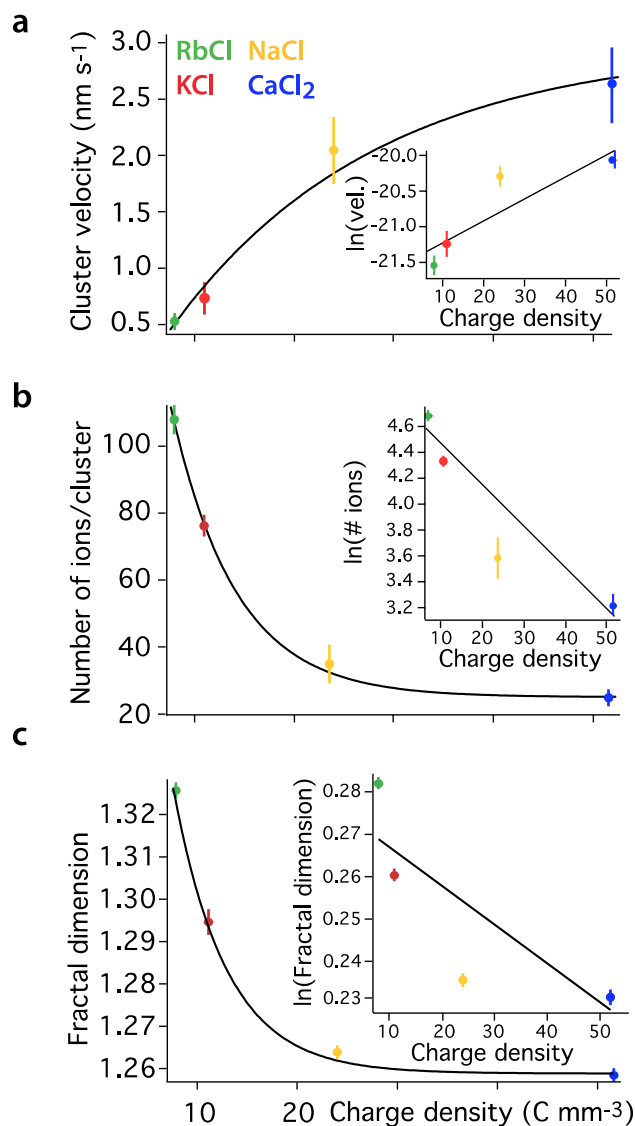 a
RbCl NaCl
KCl CaCl2
Cluster velocity (nm s-1)
3.0
2.5
2.0
1.5
1.0
0.5
ln(vel.)
-20.0
-20.5
-21.0
-21.5
10 20 30 40 50
Charge density
b
Number of ions/cluster
100
80
60
40
20
ln(# ions)
4.6
4.4
4.2
4.0
3.8
3.6
3.4
3.2
10 20 30 40 50
Charge density
c
Fractal dimension
1.32
1.31
1.30
1.29
1.28
1.27
1.26
ln(Fractal dimension)
0.28
0.27
0.26
0.25
0.24
0.23
10 20 30 40 50
Charge density
10 20 Charge density (C mm-3)